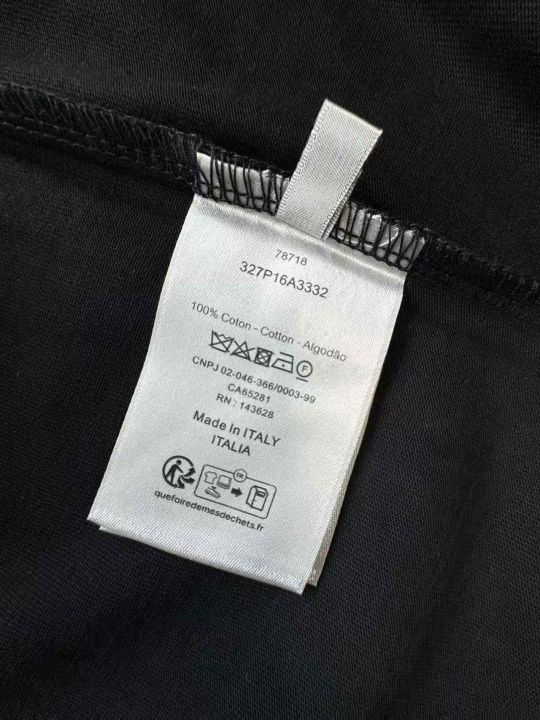 78718
327P16A3332
100% Coton - Cotton - Algodão
F
CNPJ 02-046-366/0003-99
CA65281
RN : 143628
Made in ITALY
ITALIA
FR
quefairedemesdechets.fr